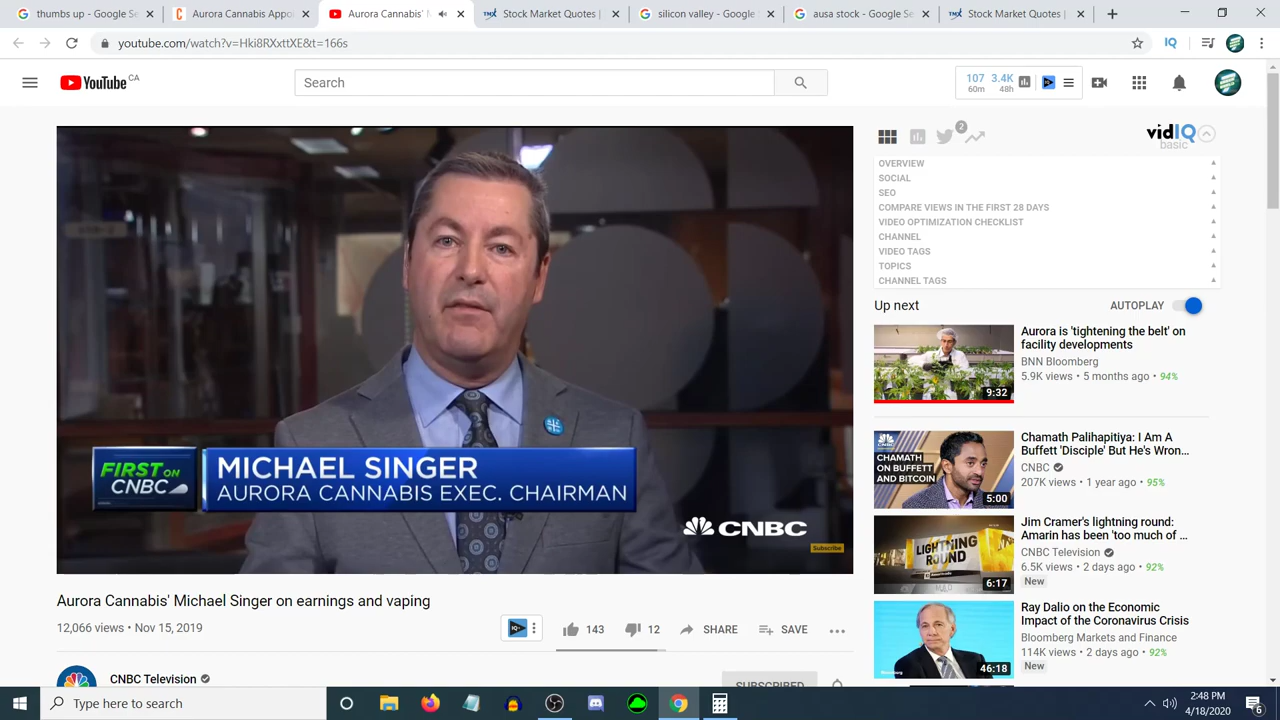 thumbs up - Google
Aurora Cannabis Appo
Aurora Cannabis' M
Stock Market Quotes
silicon valley - Google
ausa stock - Google Se
Stock Market Quotes
youtube.com/watch?v=Hki8RXxttXE&t=166s
IQ
YouTube CA
Search
107 3.4K
60m 48h
2
vidIQ
basic
OVERVIEW
SOCIAL
SEO
COMPARE VIEWS IN THE FIRST 28 DAYS
VIDEO OPTIMIZATION CHECKLIST
CHANNEL
VIDEO TAGS
TOPICS
CHANNEL TAGS
Up next
AUTOPLAY
Aurora is 'tightening the belt' on
facility developments
BNN Bloomberg
5.9K views • 5 months ago • 94%
9:32
CNBC
CHAMATH
ON BUFFETT
AND BITCOIN
5:00
Chamath Palihapitiya: I Am A
Buffett 'Disciple' But He's Wron...
CNBC
207K views • 1 year ago • 95%
LIGHTNING
ROUND
6:17
Jim Cramer's lightning round:
Amarin has been 'too much of ...
CNBC Television
6.5K views • 2 days ago • 92%
New
46:18
Ray Dalio on the Economic
Impact of the Coronavirus Crisis
Bloomberg Markets and Finance
114K views • 2 days ago • 92%
New
FIRST ON
CNBC
MICHAEL SINGER
AURORA CANNABIS EXEC. CHAIRMAN
CNBC
Subscribe
Aurora Cannabis' Michael Singer on earnings and vaping
12,066 views • Nov 15, 2019
143
12
SHARE
SAVE
CNBC Television
SUBSCRIBED
Type here to search
2:48 PM
4/18/2020
6